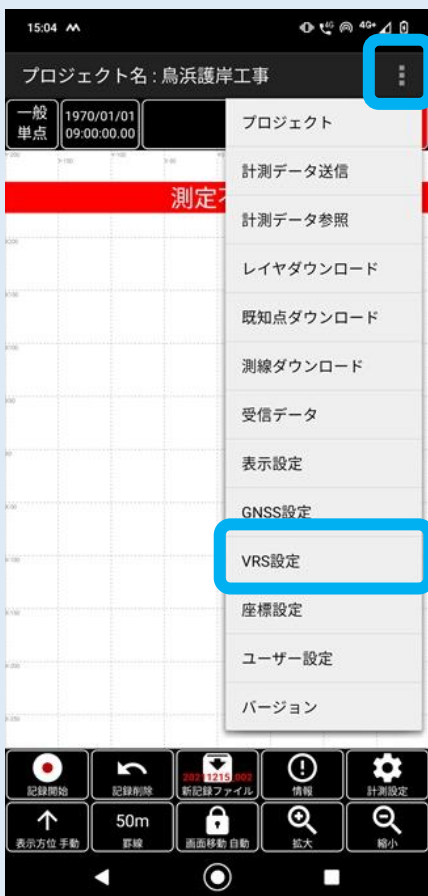 15:04
4G 4G+
プロジェクト名 : 鳥浜護岸工事
一般
単点
1970/01/01
09:00:00.00
プロジェクト
計測データ送信
計測データ参照
レイヤダウンロード
既知点ダウンロード
測線ダウンロード
受信データ
表示設定
GNSS設定
VRS設定
座標設定
ユーザー設定
バージョン
測定
記録開始
記録削除
20211215_002
新記録ファイル
情報
計測設定
表示方位 手動
50m
罫線
画面移動 自動
拡大
縮小